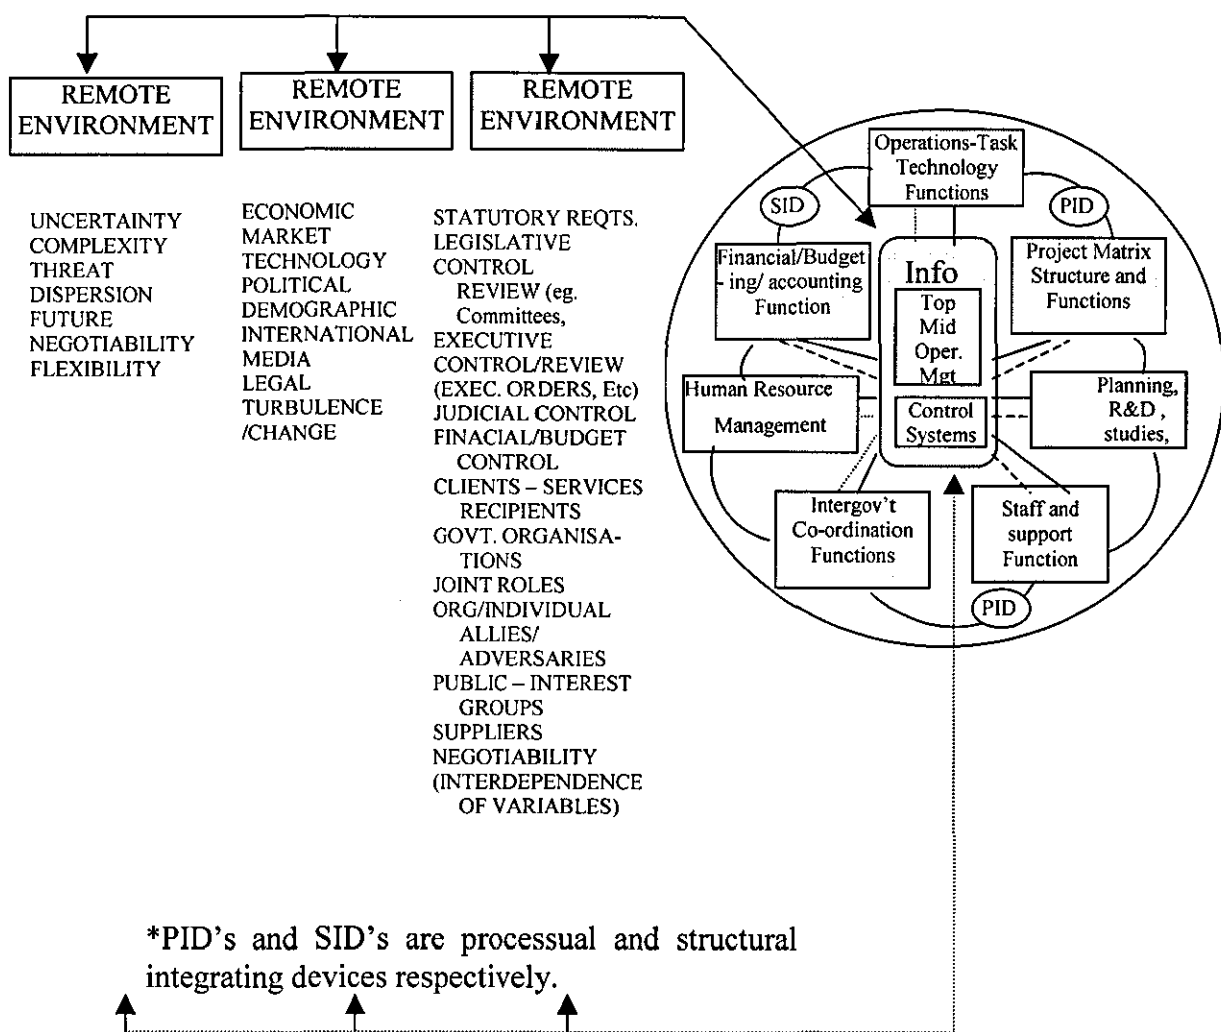 REMOTE
ENVIRONMENT
REMOTE
ENVIRONMENT
REMOTE
ENVIRONMENT
UNCERTAINTY
COMPLEXITY
THREAT
DISPERSION
FUTURE
NEGOTIABILITY
FLEXIBILITY
ECONOMIC
MARKET
TECHNOLOGY
POLITICAL
DEMOGRAPHIC
INTERNATIONAL
MEDIA
LEGAL
TURBULENCE
/CHANGE
STATUTORY REQTS.
LEGISLATIVE
CONTROL
REVIEW (eg.
Committees,
EXECUTIVE
CONTROL/REVIEW
(EXEC. ORDERS, Etc)
JUDICIAL CONTROL
FINACIAL/BUDGET
CONTROL
CLIENTS – SERVICES
RECIPIENTS
GOVT. ORGANISA-
TIONS
JOINT ROLES
ORG/INDIVIDUAL
ALLIES/
ADVERSARIES
PUBLIC – INTEREST
GROUPS
SUPPLIERS
NEGOTIABILITY
(INTERDEPENDENCE
OF VARIABLES)
Operations-Task
Technology
Functions
SID
PID
Financial/Budget
- ing/ accounting
Function
Info
Top
Mid
Oper.
Mgt
Control
Systems
Project Matrix
Structure and
Functions
Human Resource
Management
Planning,
R&D ,
studies,
Intergov't
Co-ordination
Functions
Staff and
support
Function
PID
*PID's and SID's are processual and structural
integrating devices respectively.